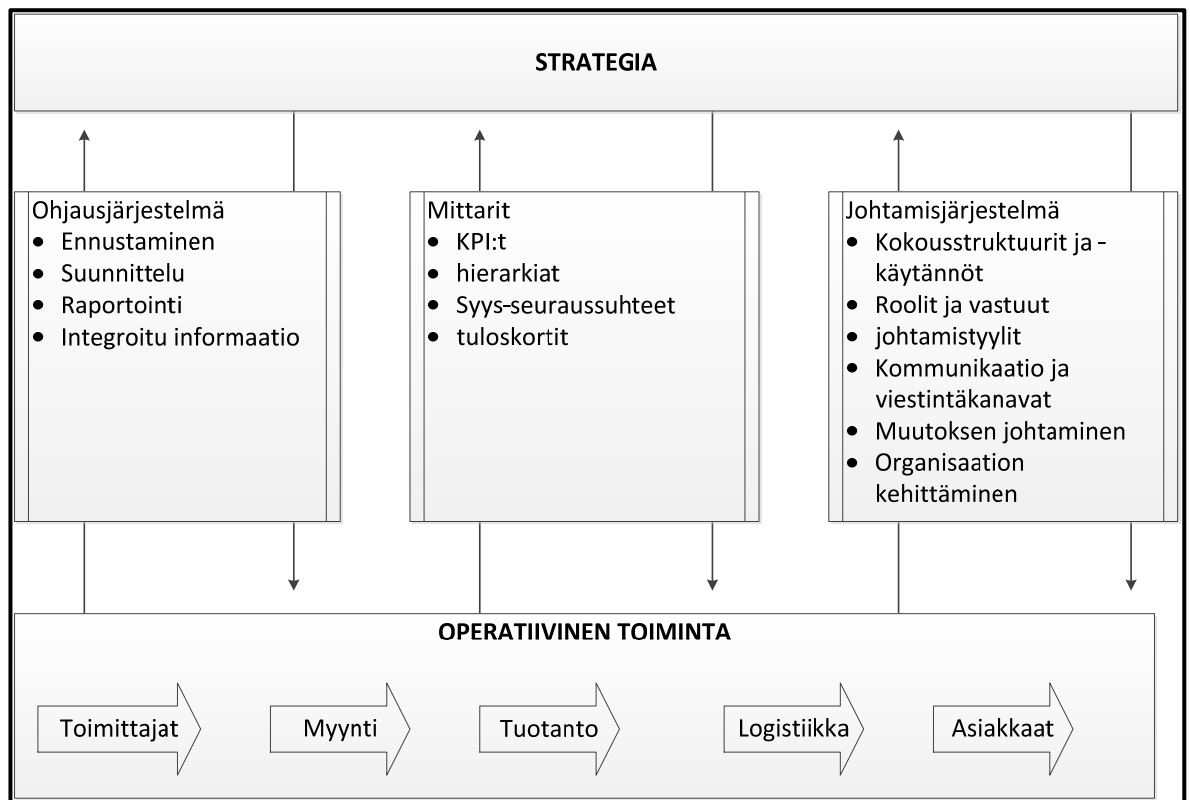 STRATEGIA
Ohjausjärjestelmä
• Ennustaminen
• Suunnittelu
• Raportointi
• Integroitu informaatio
Mittarit
• KPI:t
• hierarkiat
• Syys-seuraussuhteet
• tuloskortit
Johtamisjärjestelmä
• Kokousstruktuurit ja -
käytännöt
• Roolit ja vastuut
• johtamistyylit
• Kommunikaatio ja
viestintäkanavat
• Muutoksen johtaminen
• Organisaation
kehittäminen
OPERATIIVINEN TOIMINTA
Toimittajat
Myynti
Tuotanto
Logistiikka
Asiakkaat